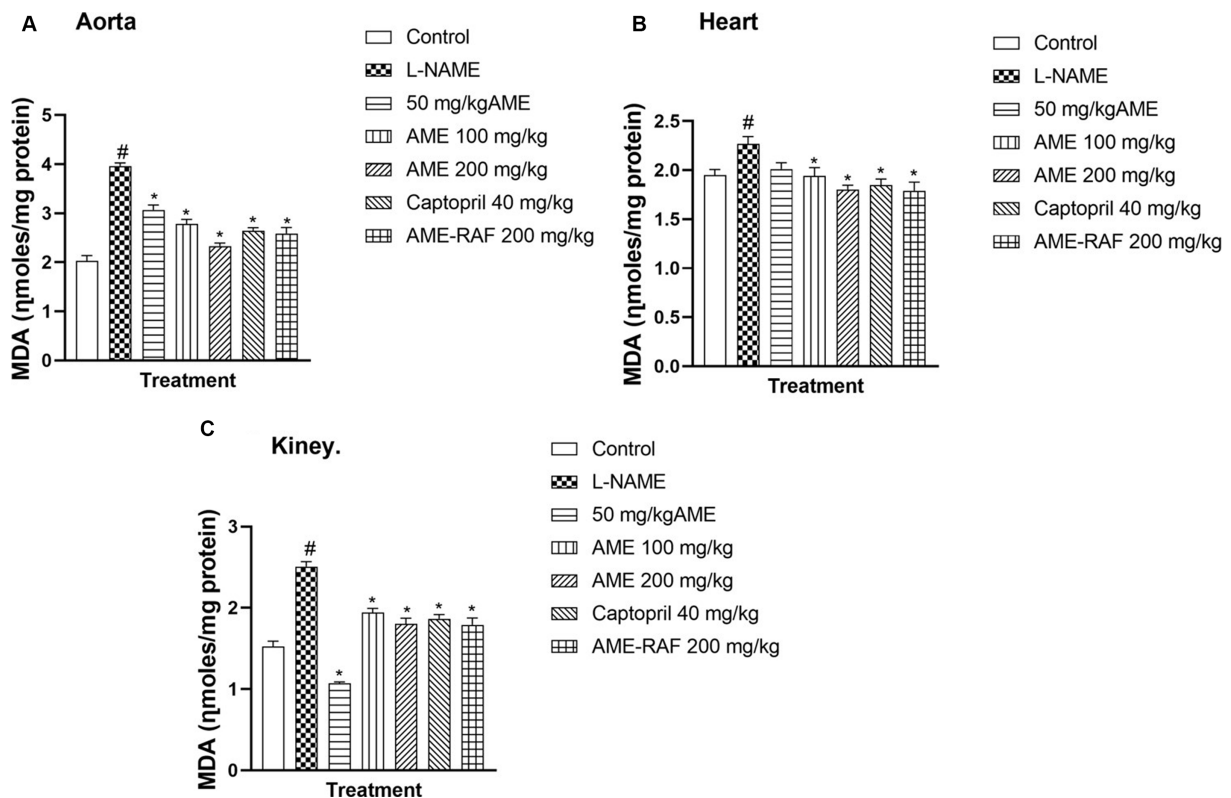 A Aorta
Control
L-NAME
50 mg/kgAME
AME 100 mg/kg
AME 200 mg/kg
Captopril 40 mg/kg
AME-RAF 200 mg/kg
MDA (ηmoles/mg protein)
5
4
3
2
1
0
#
*
*
*
*
*
Treatment
B Heart
Control
L-NAME
50 mg/kgAME
AME 100 mg/kg
AME 200 mg/kg
Captopril 40 mg/kg
AME-RAF 200 mg/kg
MDA (ηmoles/mg protein)
2.5
2.0
1.5
1.0
0.5
0.0
#
*
*
*
*
Treatment
C Kiney.
Control
L-NAME
50 mg/kgAME
AME 100 mg/kg
AME 200 mg/kg
Captopril 40 mg/kg
AME-RAF 200 mg/kg
MDA (ηmoles/mg protein)
3
2
1
0
#
*
*
*
*
*
Treatment